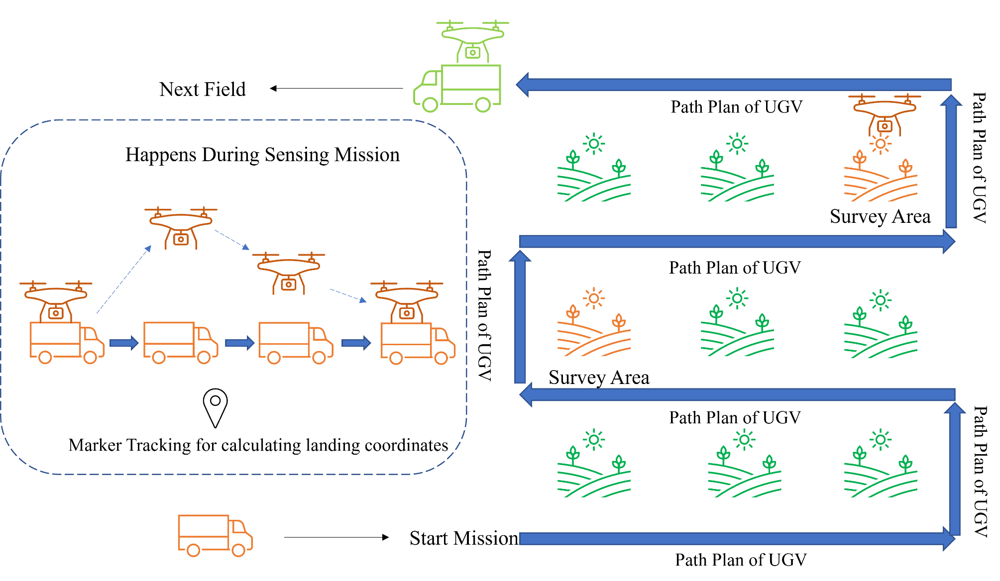 Next Field
Path Plan of UGV
Path Plan of UGV
Happens During Sensing Mission
Survey Area
Path Plan of UGV
Path Plan of UGV
Survey Area
Path Plan of UGV
Path Plan of UGV
Marker Tracking for calculating landing coordinates
Start Mission
Path Plan of UGV